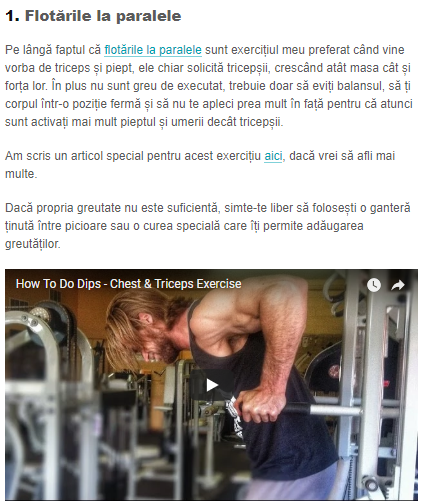 1. Flotările la paralele
Pe lângă faptul că flotările la paralele sunt exercițiul meu preferat când vine
vorba de triceps și piept, ele chiar solicită tricepșii, crescând atât masa cât și
forța lor. În plus nu sunt greu de executat, trebuie doar să eviți balansul, să ți
corpul într-o poziție fermă și să nu te apleci prea mult în față pentru că atunci
sunt activați mai mult pieptul și umerii decât tricepșii.
Am scris un articol special pentru acest exercițiu aici, dacă vrei să afli mai
multe.
Dacă propria greutate nu este suficientă, simte-te liber să folosești o ganteră
ținută între picioare sau o curea specială care îți permite adăugarea
greutăților.
How To Do Dips - Chest & Triceps Exercise